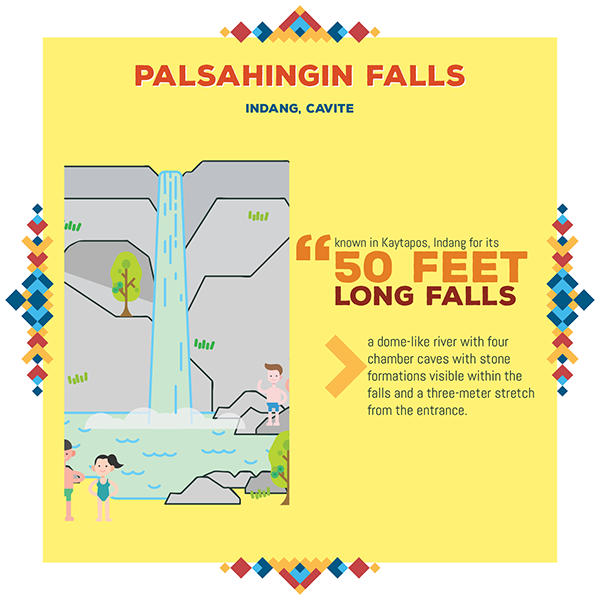 PALSAHINGIN FALLS
INDANG, CAVITE
“ known in Kaytapos, Indang for its
50 FEET
LONG FALLS
a dome-like river with four
chamber caves with stone
formations visible within the
falls and a three-meter stretch
from the entrance.